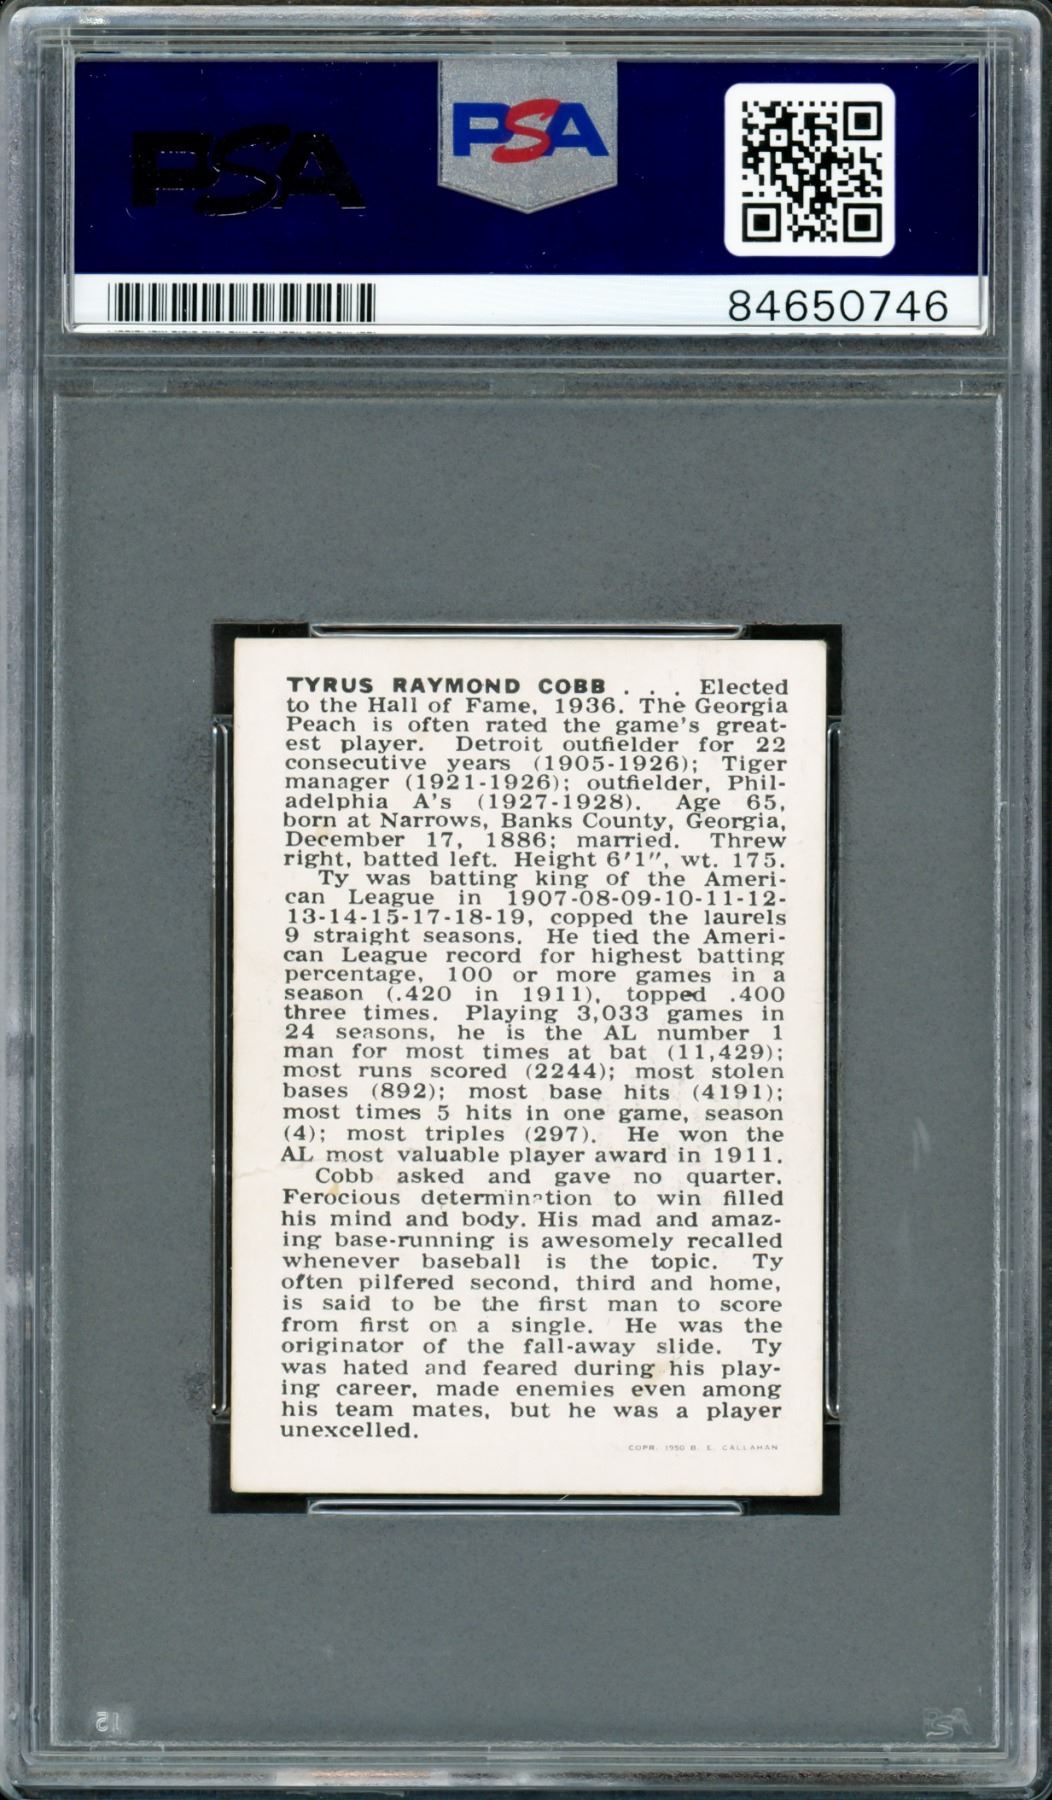 PSA
PSA
84650746
TYRUS RAYMOND COBB . . . Elected
to the Hall of Fame, 1936. The Georgia
Peach is often rated the game's great-
est player. Detroit outfielder for 22
consecutive years (1905-1926); Tiger
manager (1921-1926); outfielder, Phil-
adelphia A's (1927-1928). Age 65,
born at Narrows, Banks County, Georgia,
December 17, 1886; married. Threw
right, batted left. Height 6'1", wt. 175.
Ty was batting king of the Ameri-
can League in 1907-08-09-10-11-12-
13-14-15-17-18-19, copped the laurels
9 straight seasons. He tied the Ameri-
can League record for highest batting
percentage, 100 or more games in a
season (.420 in 1911), topped .400
three times. Playing 3,033 games in
24 seasons, he is the AL number 1
man for most times at bat (11,429);
most runs scored (2244); most stolen
bases (892); most base hits (4191);
most times 5 hits in one game, season
(4); most triples (297). He won the
AL most valuable player award in 1911.
Cobb asked and gave no quarter.
Ferocious determination to win filled
his mind and body. His mad and amaz-
ing base-running is awesomely recalled
whenever baseball is the topic. Ty
often pilfered second, third and home,
is said to be the first man to score
from first on a single. He was the
originator of the fall-away slide. Ty
was hated and feared during his play-
ing career, made enemies even among
his team mates, but he was a player
unexcelled.
COPR. 1950 B. E. CALLAHAN
15
PSA